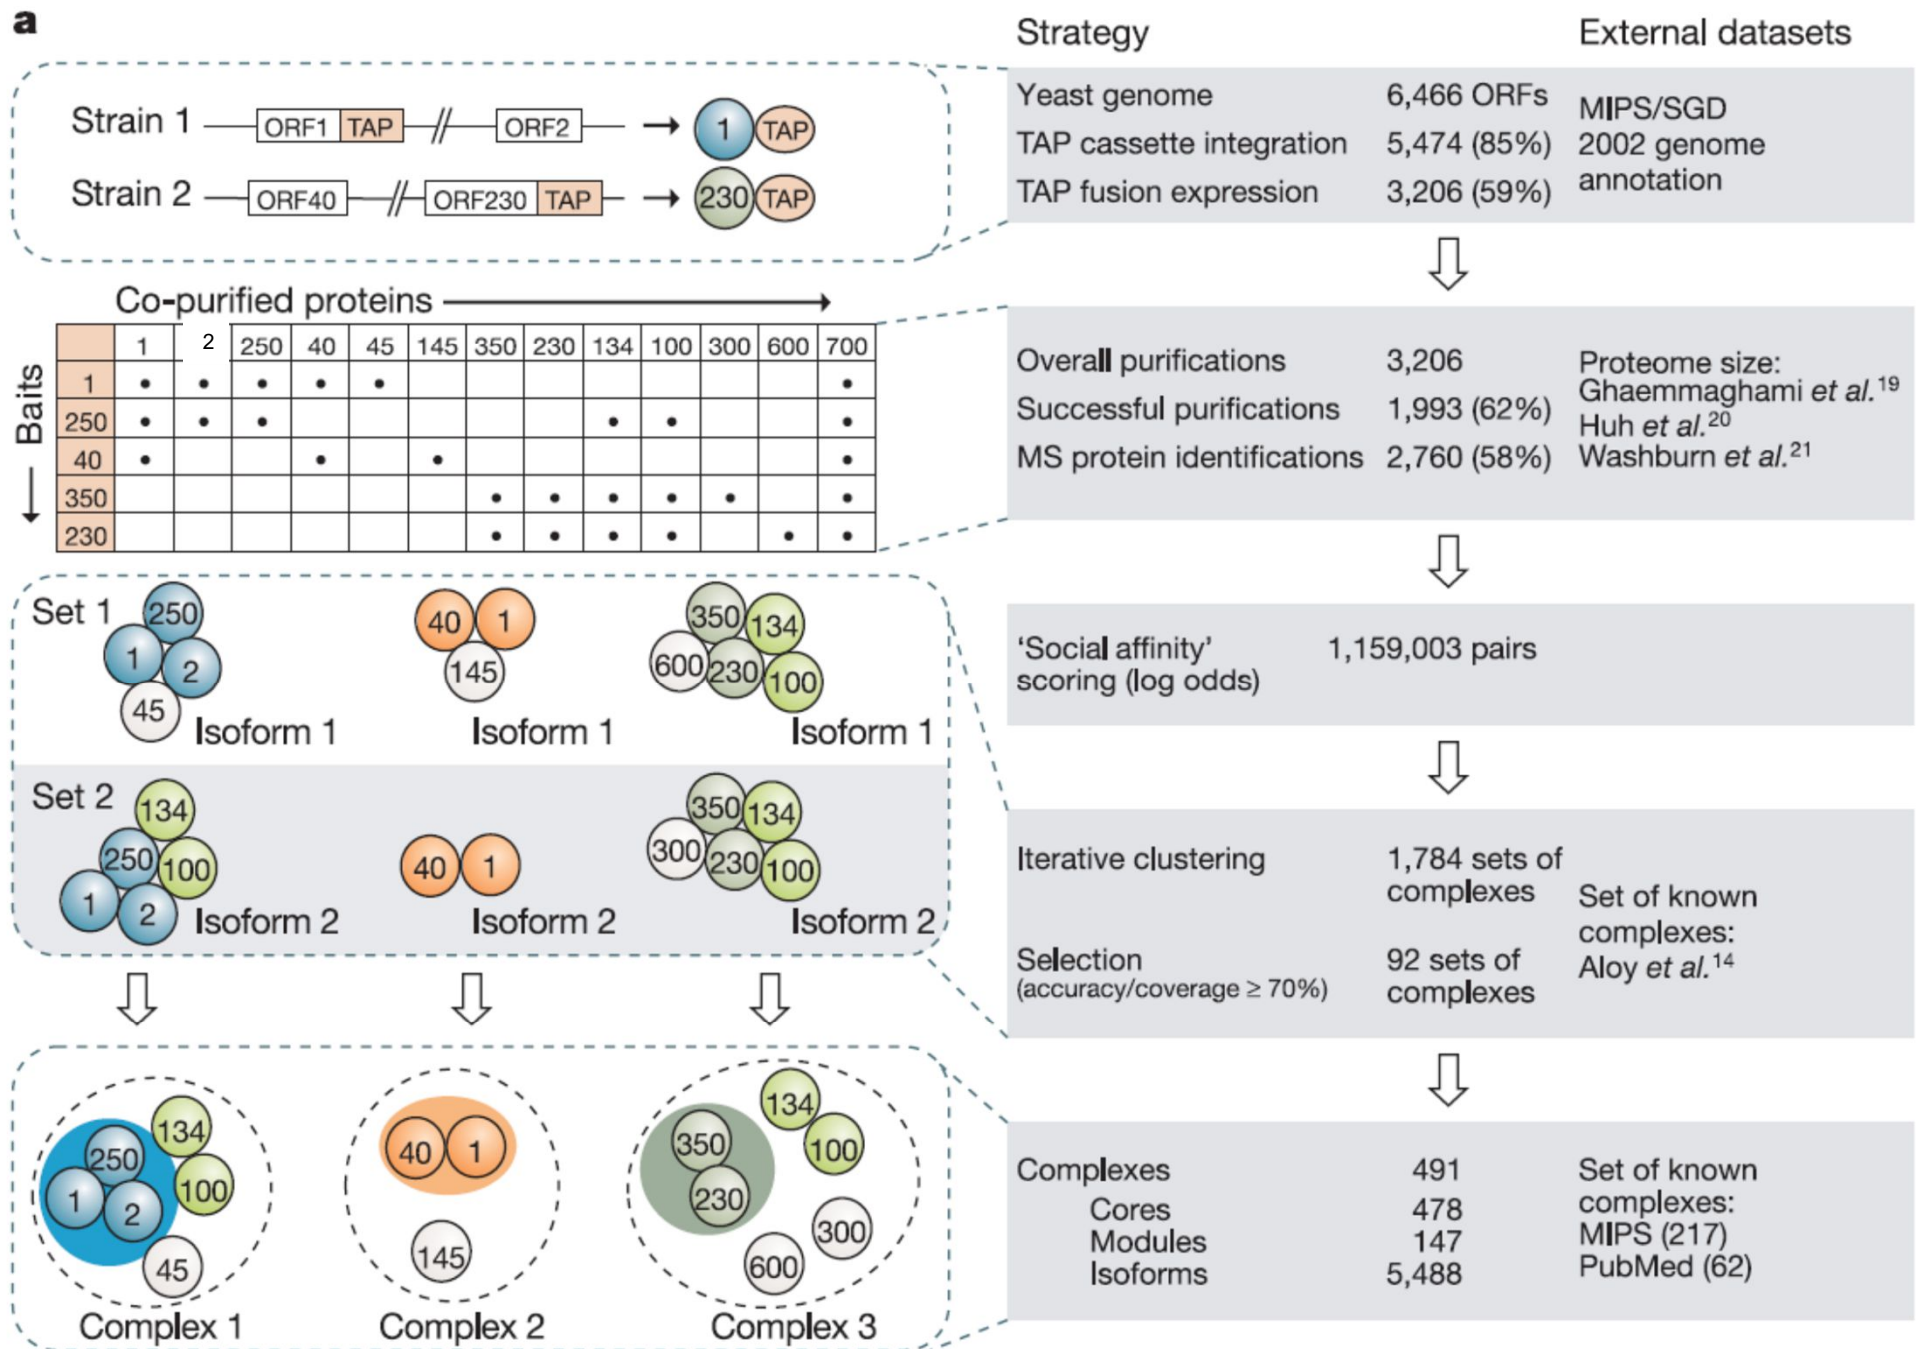 a
Strategy
External datasets
Strain 1
ORF1 TAP
ORF2
1 TAP
Strain 2
ORF40
ORF230 TAP
230 TAP
Yeast genome 6,466 ORFs
TAP cassette integration 5,474 (85%)
TAP fusion expression 3,206 (59%)
MIPS/SGD
2002 genome
annotation
Co-purified proteins
Baits
1 2 250 40 45 145 350 230 134 100 300 600 700
1
250
40
350
230
Overall purifications 3,206
Successful purifications 1,993 (62%)
MS protein identifications 2,760 (58%)
Proteome size:
Ghaemmaghami et al.19
Huh et al.20
Washburn et al.21
Set 1
250
1
2
45
Isoform 1
40
1
145
Isoform 1
350
134
600
230
100
Isoform 1
'Social affinity' 1,159,003 pairs
scoring (log odds)
Set 2
134
250
100
1
2
Isoform 2
40
1
Isoform 2
350
134
300
230
100
Isoform 2
Iterative clustering 1,784 sets of
complexes
Selection 92 sets of
(accuracy/coverage ≥ 70%) complexes
Set of known
complexes:
Aloy et al.14
134
250
100
1
2
45
Complex 1
40
1
145
Complex 2
134
350
100
230
300
600
Complex 3
Complexes 491
Cores 478
Modules 147
Isoforms 5,488
Set of known
complexes:
MIPS (217)
PubMed (62)